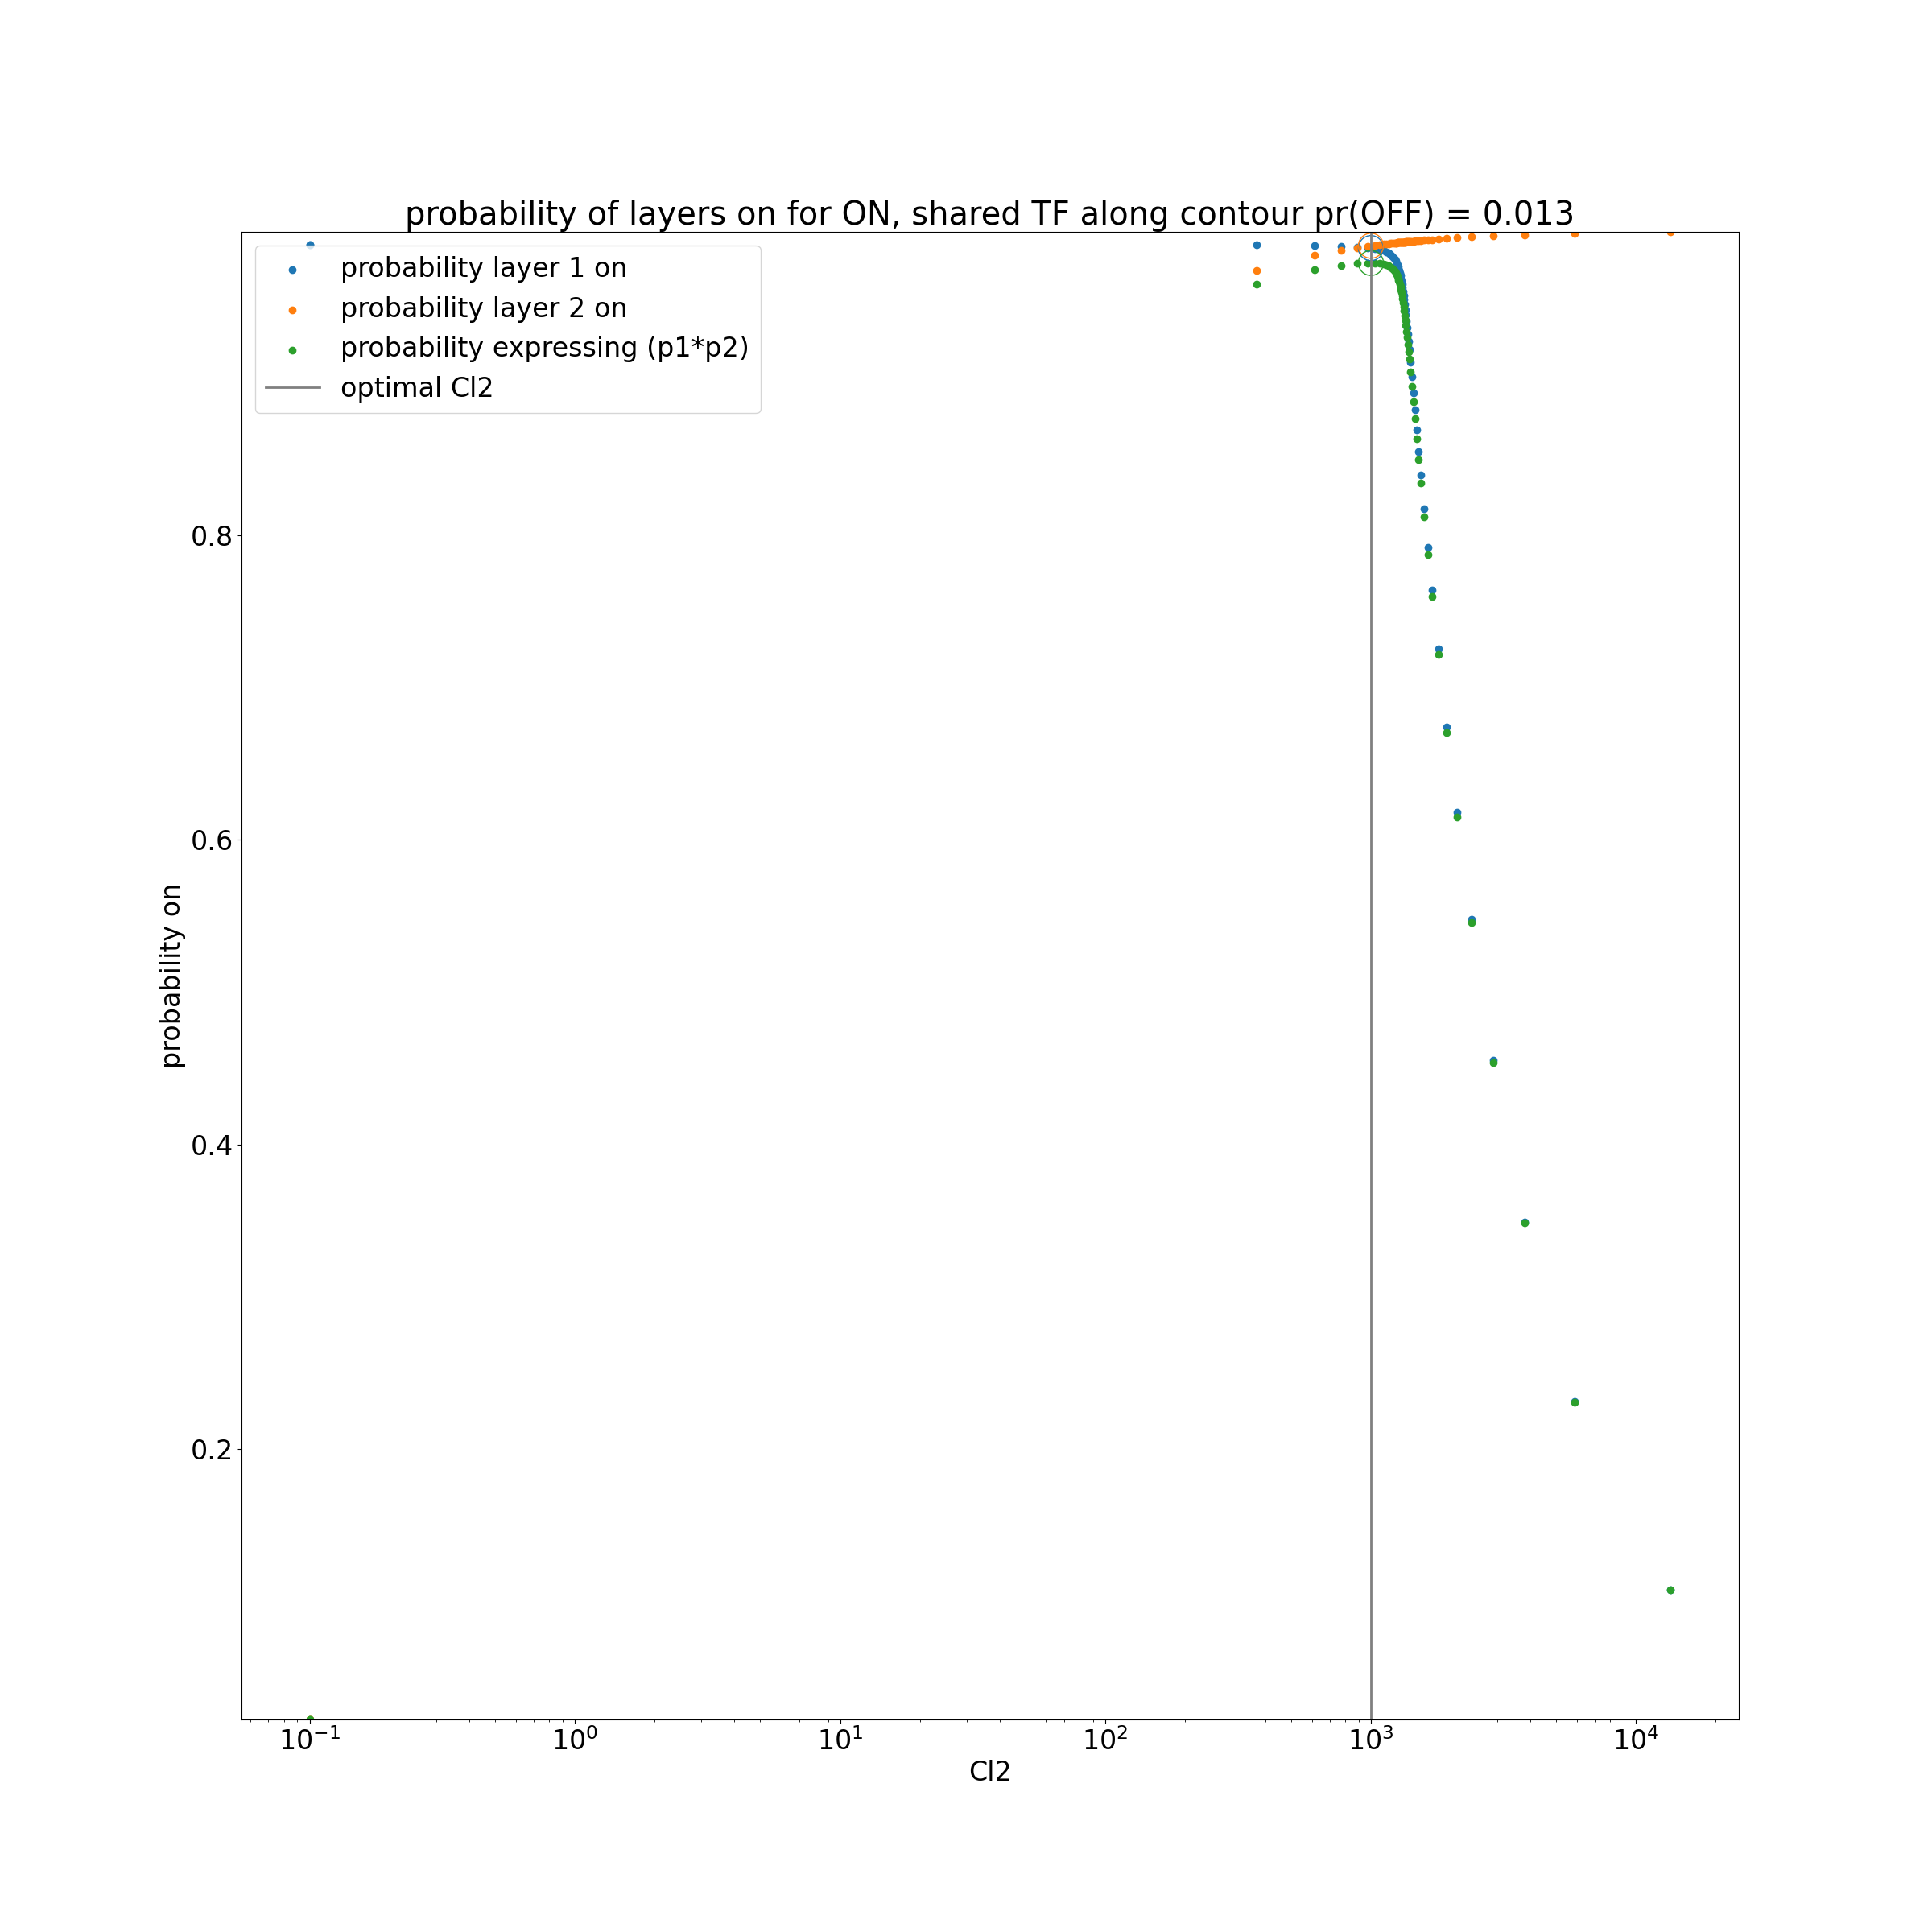 probability of layers on for ON, shared TF along contour pr(OFF) = 0.013
probability layer 1 on
probability layer 2 on
probability expressing (p1*p2)
optimal Cl2
probability on
0.8
0.6
0.4
0.2
10⁻¹ 10⁰ 10¹ 10² 10³ 10⁴
Cl2